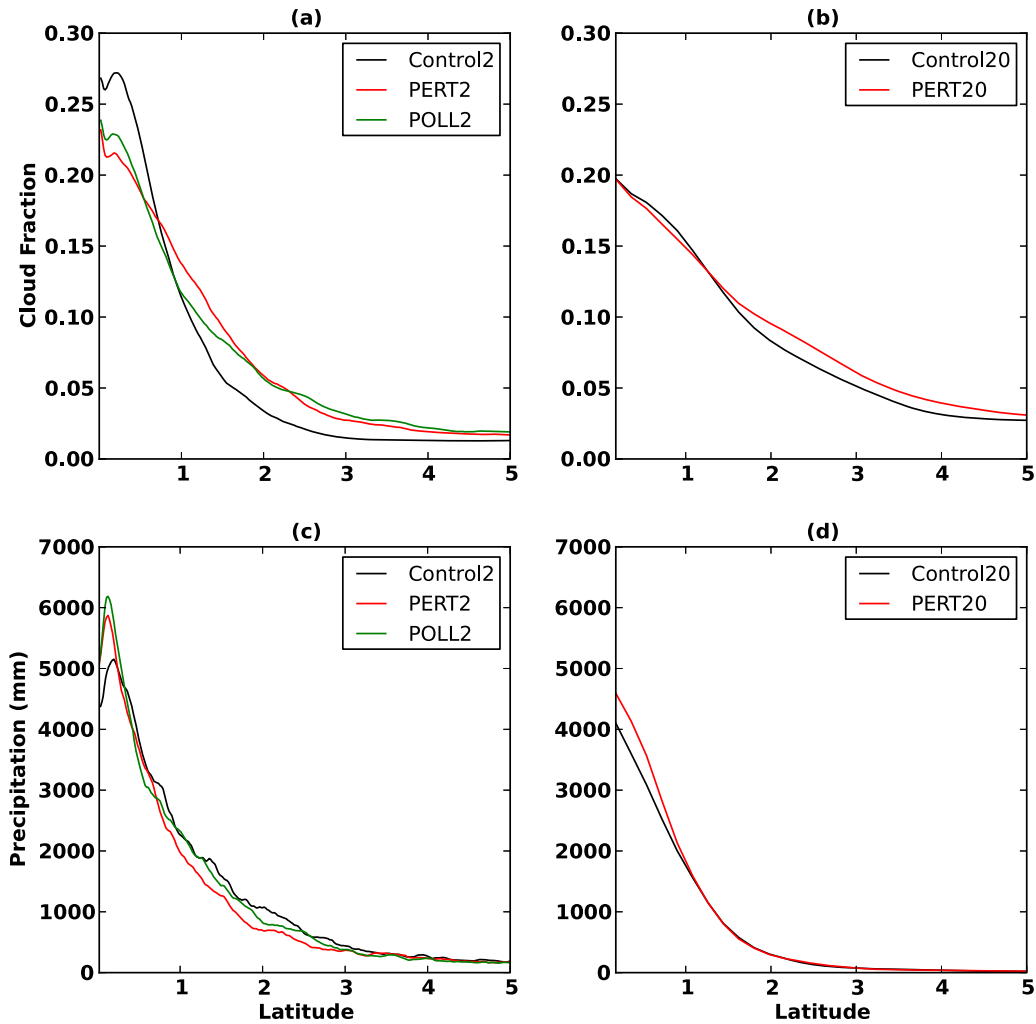 (a)
0.30
0.25
0.20
0.15
0.10
0.05
0.00
Cloud Fraction
1 2 3 4 5
Control2
PERT2
POLL2
(b)
0.30
0.25
0.20
0.15
0.10
0.05
0.00
1 2 3 4 5
Control20
PERT20
(c)
7000
6000
5000
4000
3000
2000
1000
0
Precipitation (mm)
1 2 3 4 5
Latitude
Control2
PERT2
POLL2
(d)
7000
6000
5000
4000
3000
2000
1000
0
1 2 3 4 5
Latitude
Control20
PERT20